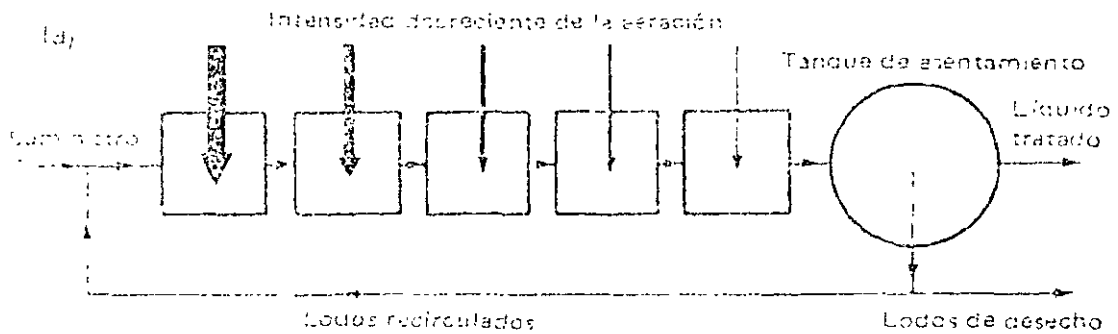 Intensidad decreciente de la aeración
(d)
Tanque de asentamiento
Suministro
Líquido
tratado
Lodos recirculados
Lodos de desecho